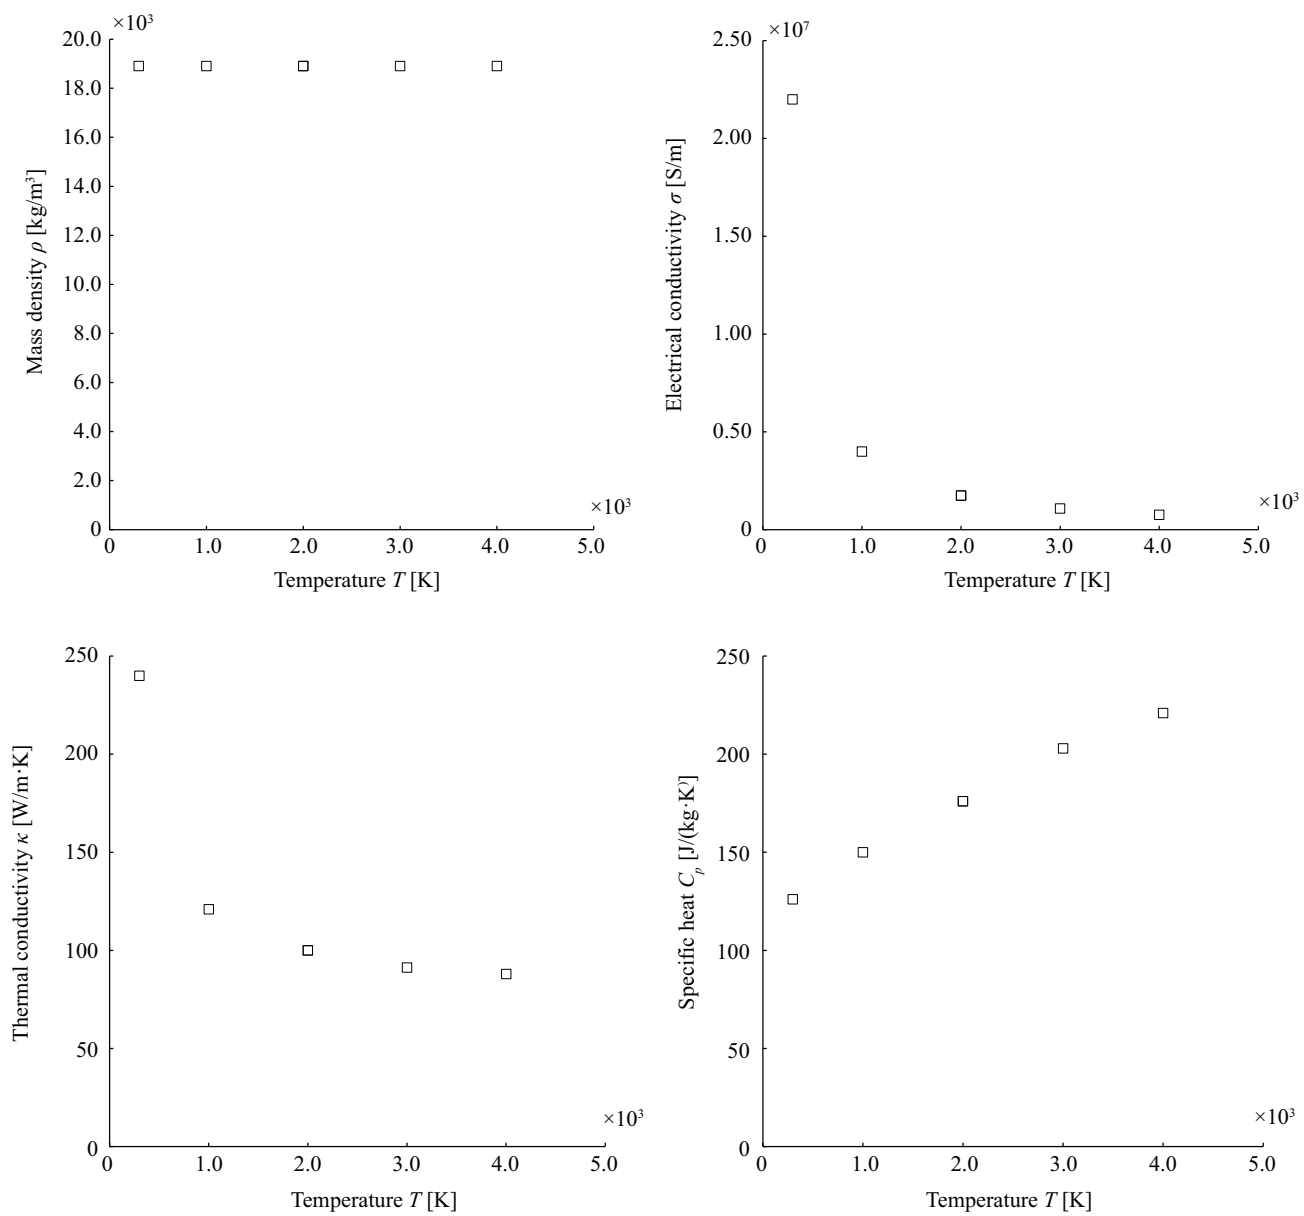 ×10³
20.0
18.0
16.0
14.0
12.0
10.0
8.0
6.0
4.0
2.0
0
Mass density ρ [kg/m³]
×10³
0 1.0 2.0 3.0 4.0 5.0
Temperature T [K]
×10⁷
2.50
2.00
1.50
1.00
0.50
0
Electrical conductivity σ [S/m]
×10³
0 1.0 2.0 3.0 4.0 5.0
Temperature T [K]
250
200
150
100
50
0
Thermal conductivity κ [W/m·K]
×10³
0 1.0 2.0 3.0 4.0 5.0
Temperature T [K]
250
200
150
100
50
0
Specific heat Cₚ [J/(kg·K)]
×10³
0 1.0 2.0 3.0 4.0 5.0
Temperature T [K]